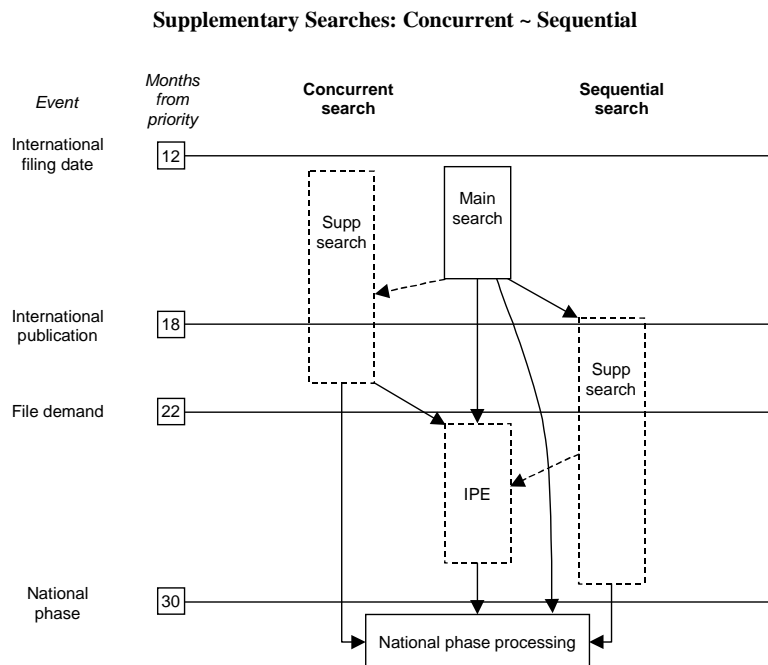 Supplementary Searches: Concurrent ~ Sequential
Event
Months
from
priority
Concurrent
search
Sequential
search
International
filing date
12
Supp
search
Main
search
International
publication
18
Supp
search
File demand
22
IPE
National
phase
30
National phase processing